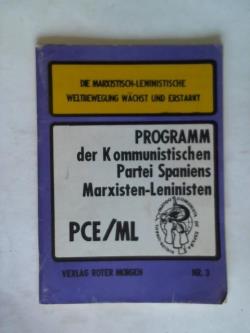 DIE MARXISTISCH-LENINISTISCHE
WELTBEWEGUNG WÄCHST UND ERSTARKT
PROGRAMM
der Kommunistischen
Partei Spaniens
Marxisten-Leninisten
PCE/ML
VERLAG ROTER MORGEN
NR. 3